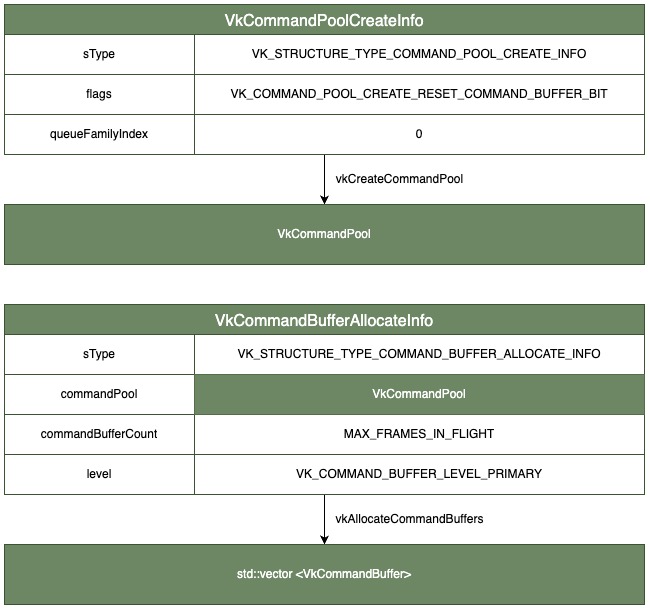 VkCommandPoolCreateInfo
sType VK_STRUCTURE_TYPE_COMMAND_POOL_CREATE_INFO
flags VK_COMMAND_POOL_CREATE_RESET_COMMAND_BUFFER_BIT
queueFamilyIndex 0
vkCreateCommandPool
VkCommandPool
VkCommandBufferAllocateInfo
sType VK_STRUCTURE_TYPE_COMMAND_BUFFER_ALLOCATE_INFO
commandPool VkCommandPool
commandBufferCount MAX_FRAMES_IN_FLIGHT
level VK_COMMAND_BUFFER_LEVEL_PRIMARY
vkAllocateCommandBuffers
std::vector <VkCommandBuffer>